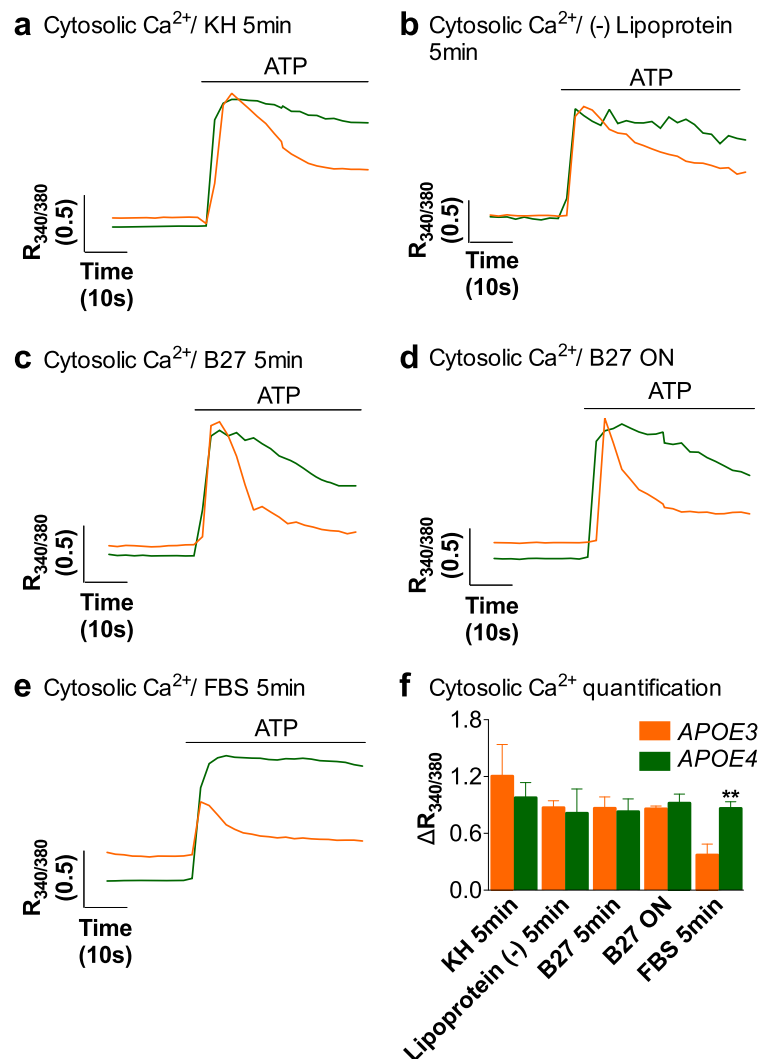 a Cytosolic Ca2+/ KH 5min
ATP
R340/380
(0.5)
Time
(10s)
b Cytosolic Ca2+/ (-) Lipoprotein
5min
ATP
R340/380
(0.5)
Time
(10s)
c Cytosolic Ca2+/ B27 5min
ATP
R340/380
(0.5)
Time
(10s)
d Cytosolic Ca2+/ B27 ON
ATP
R340/380
(0.5)
Time
(10s)
e Cytosolic Ca2+/ FBS 5min
ATP
R340/380
(0.5)
Time
(10s)
f Cytosolic Ca2+ quantification
ΔR340/380
1.8
1.2
0.6
0.0
APOE3
APOE4
**
KH 5min
Lipoprotein (-) 5min
B27 5min
B27 ON
FBS 5min